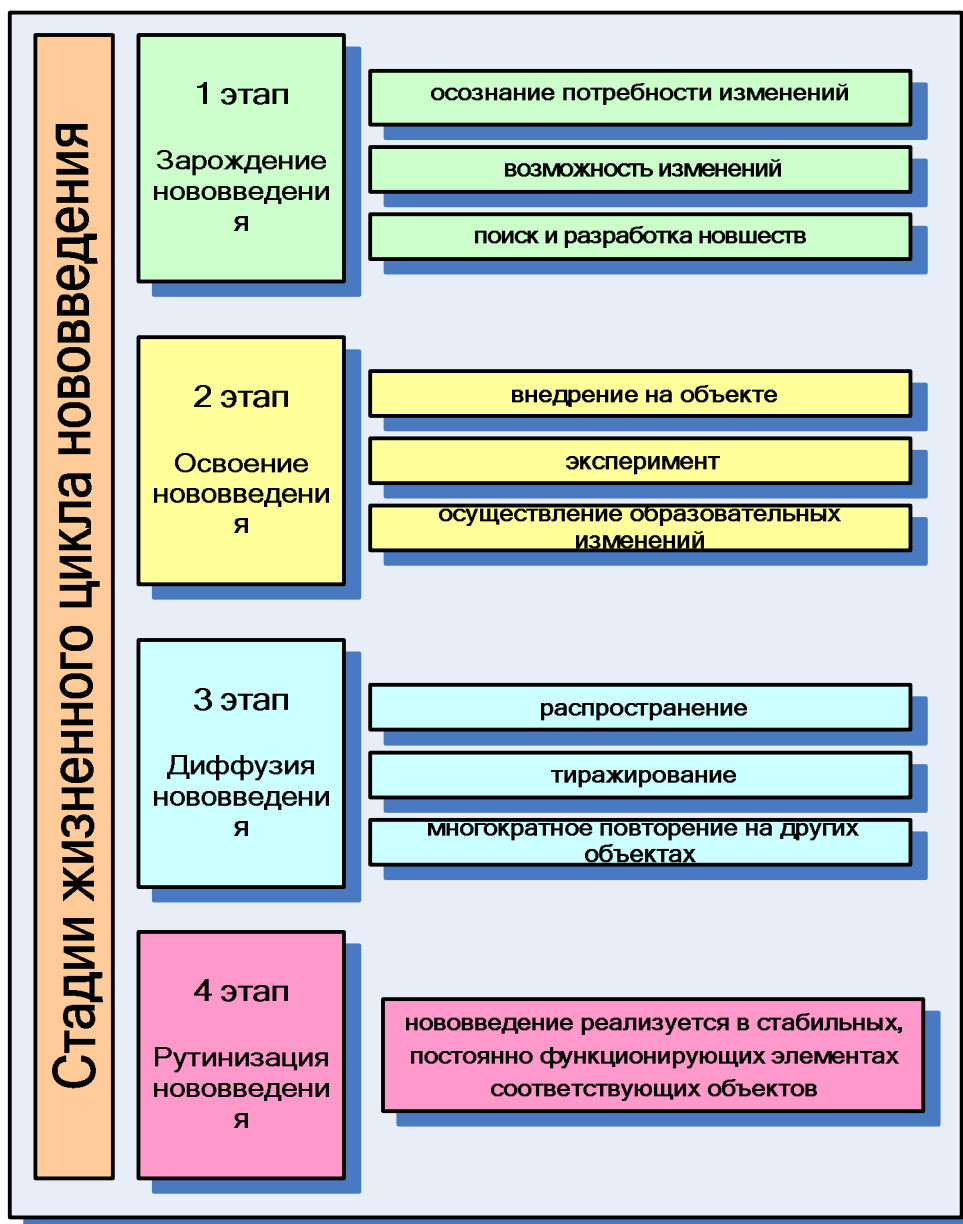 Стадии жизненного цикла нововведения
1 этап
Зарождение
нововведени
я
осознание потребности изменений
возможность изменений
поиск и разработка новшеств
2 этап
Освоение
нововведени
я
внедрение на объекте
эксперимент
осуществление образовательных
изменений
3 этап
Диффузия
нововведени
я
распространение
тиражирование
многократное повторение на других
объектах
4 этап
Рутинизация
нововведени
я
нововведение реализуется в стабильных,
постоянно функционирующих элементах
соответствующих объектов